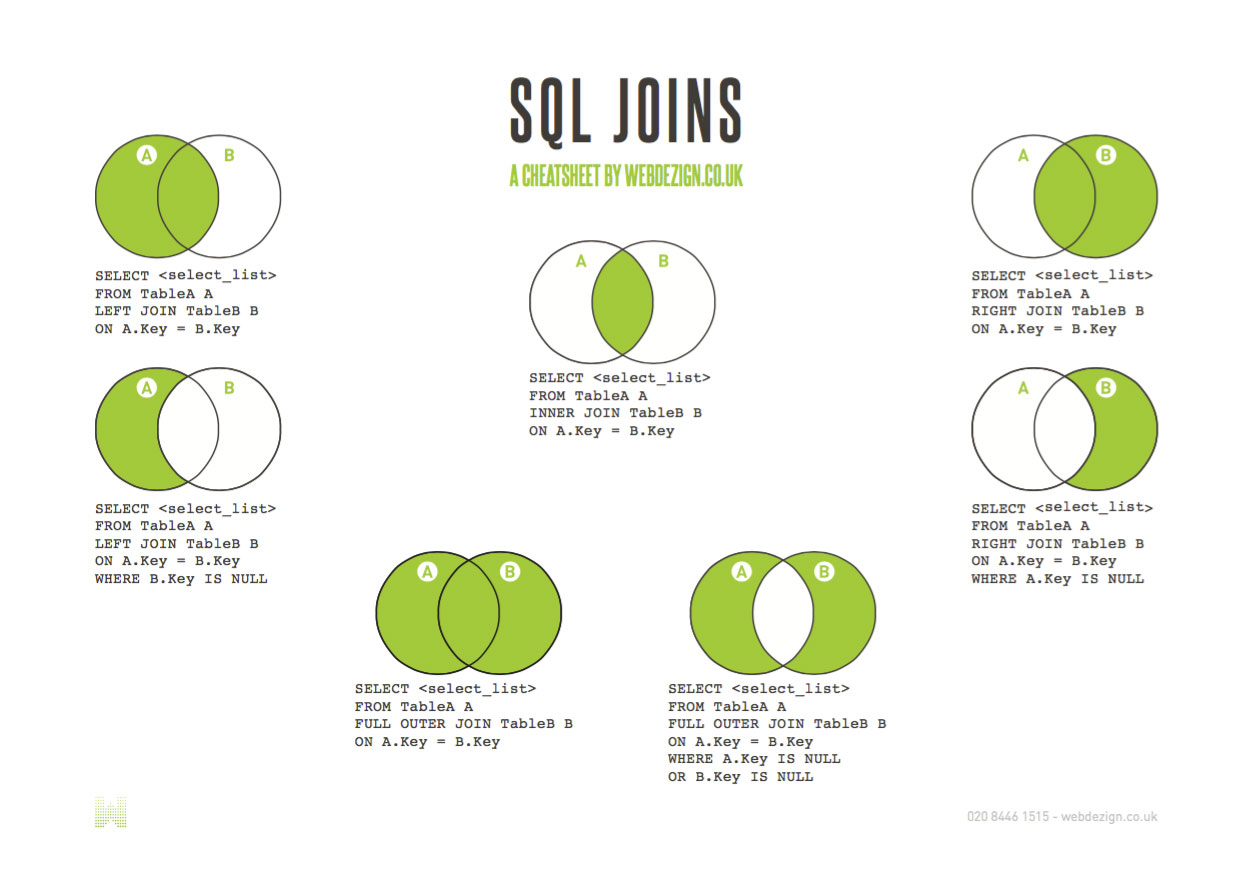 SQL JOINS
A CHEATSHEET BY WEBDEZIGN.CO.UK
A B
SELECT <select_list>
FROM TableA A
LEFT JOIN TableB B
ON A.Key = B.Key
A B
SELECT <select_list>
FROM TableA A
INNER JOIN TableB B
ON A.Key = B.Key
A B
SELECT <select_list>
FROM TableA A
RIGHT JOIN TableB B
ON A.Key = B.Key
A B
SELECT <select_list>
FROM TableA A
LEFT JOIN TableB B
ON A.Key = B.Key
WHERE B.Key IS NULL
A B
SELECT <select_list>
FROM TableA A
RIGHT JOIN TableB B
ON A.Key = B.Key
WHERE A.Key IS NULL
A B
SELECT <select_list>
FROM TableA A
FULL OUTER JOIN TableB B
ON A.Key = B.Key
A B
SELECT <select_list>
FROM TableA A
FULL OUTER JOIN TableB B
ON A.Key = B.Key
WHERE A.Key IS NULL
OR B.Key IS NULL
W
020 8446 1515 - webdezign.co.uk